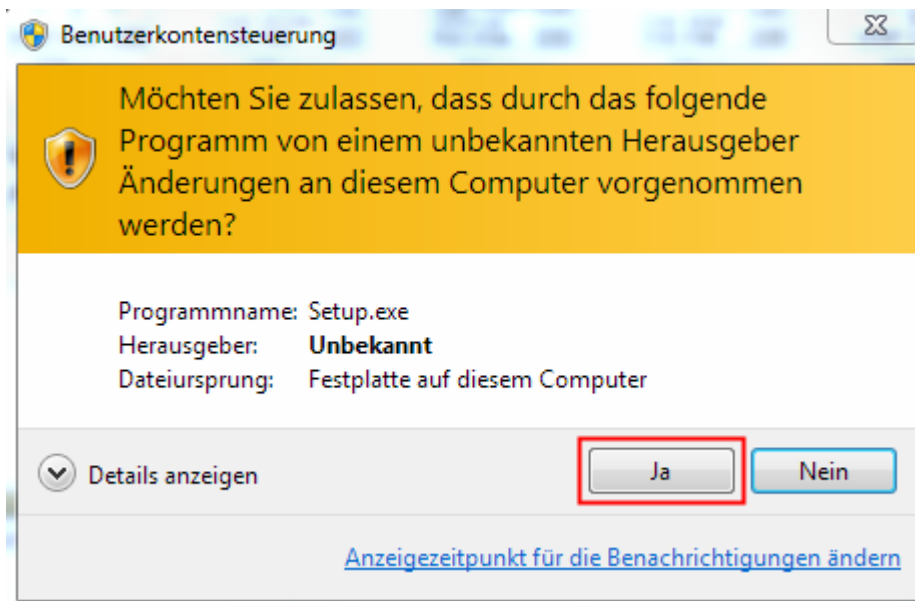 Benutzerkontensteuerung
Möchten Sie zulassen, dass durch das folgende
Programm von einem unbekannten Herausgeber
Änderungen an diesem Computer vorgenommen
werden?
Programmname: Setup.exe
Herausgeber: Unbekannt
Dateiursprung: Festplatte auf diesem Computer
Details anzeigen Ja Nein
Anzeigezeitpunkt für die Benachrichtigungen ändern